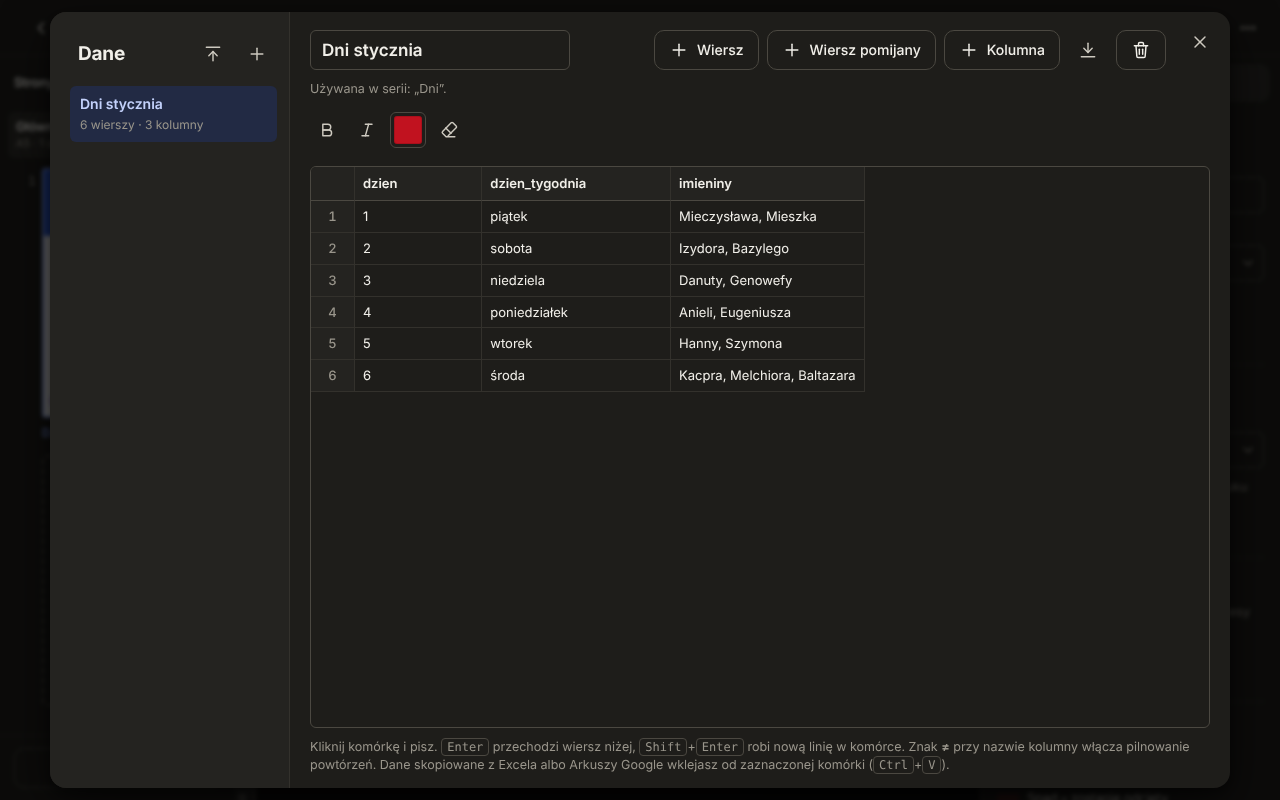 Dane
Dni stycznia
6 wierszy · 3 kolumny
Dni stycznia
Wiersz
Wiersz pomijany
Kolumna
Używana w serii: „Dni”.
B I
dzien dzien_tygodnia imieniny
1 1 piątek Mieczysława, Mieszka
2 2 sobota Izydora, Bazylego
3 3 niedziela Danuty, Genowefy
4 4 poniedziałek Anieli, Eugeniusza
5 5 wtorek Hanny, Szymona
6 6 środa Kacpra, Melchiora, Baltazara
Kliknij komórkę i pisz. Enter przechodzi wiersz niżej, Shift+Enter robi nową linię w komórce. Znak ≠ przy nazwie kolumny włącza pilnowanie
powtórzeń. Dane skopiowane z Excela albo Arkuszy Google wklejasz od zaznaczonej komórki (Ctrl+V).